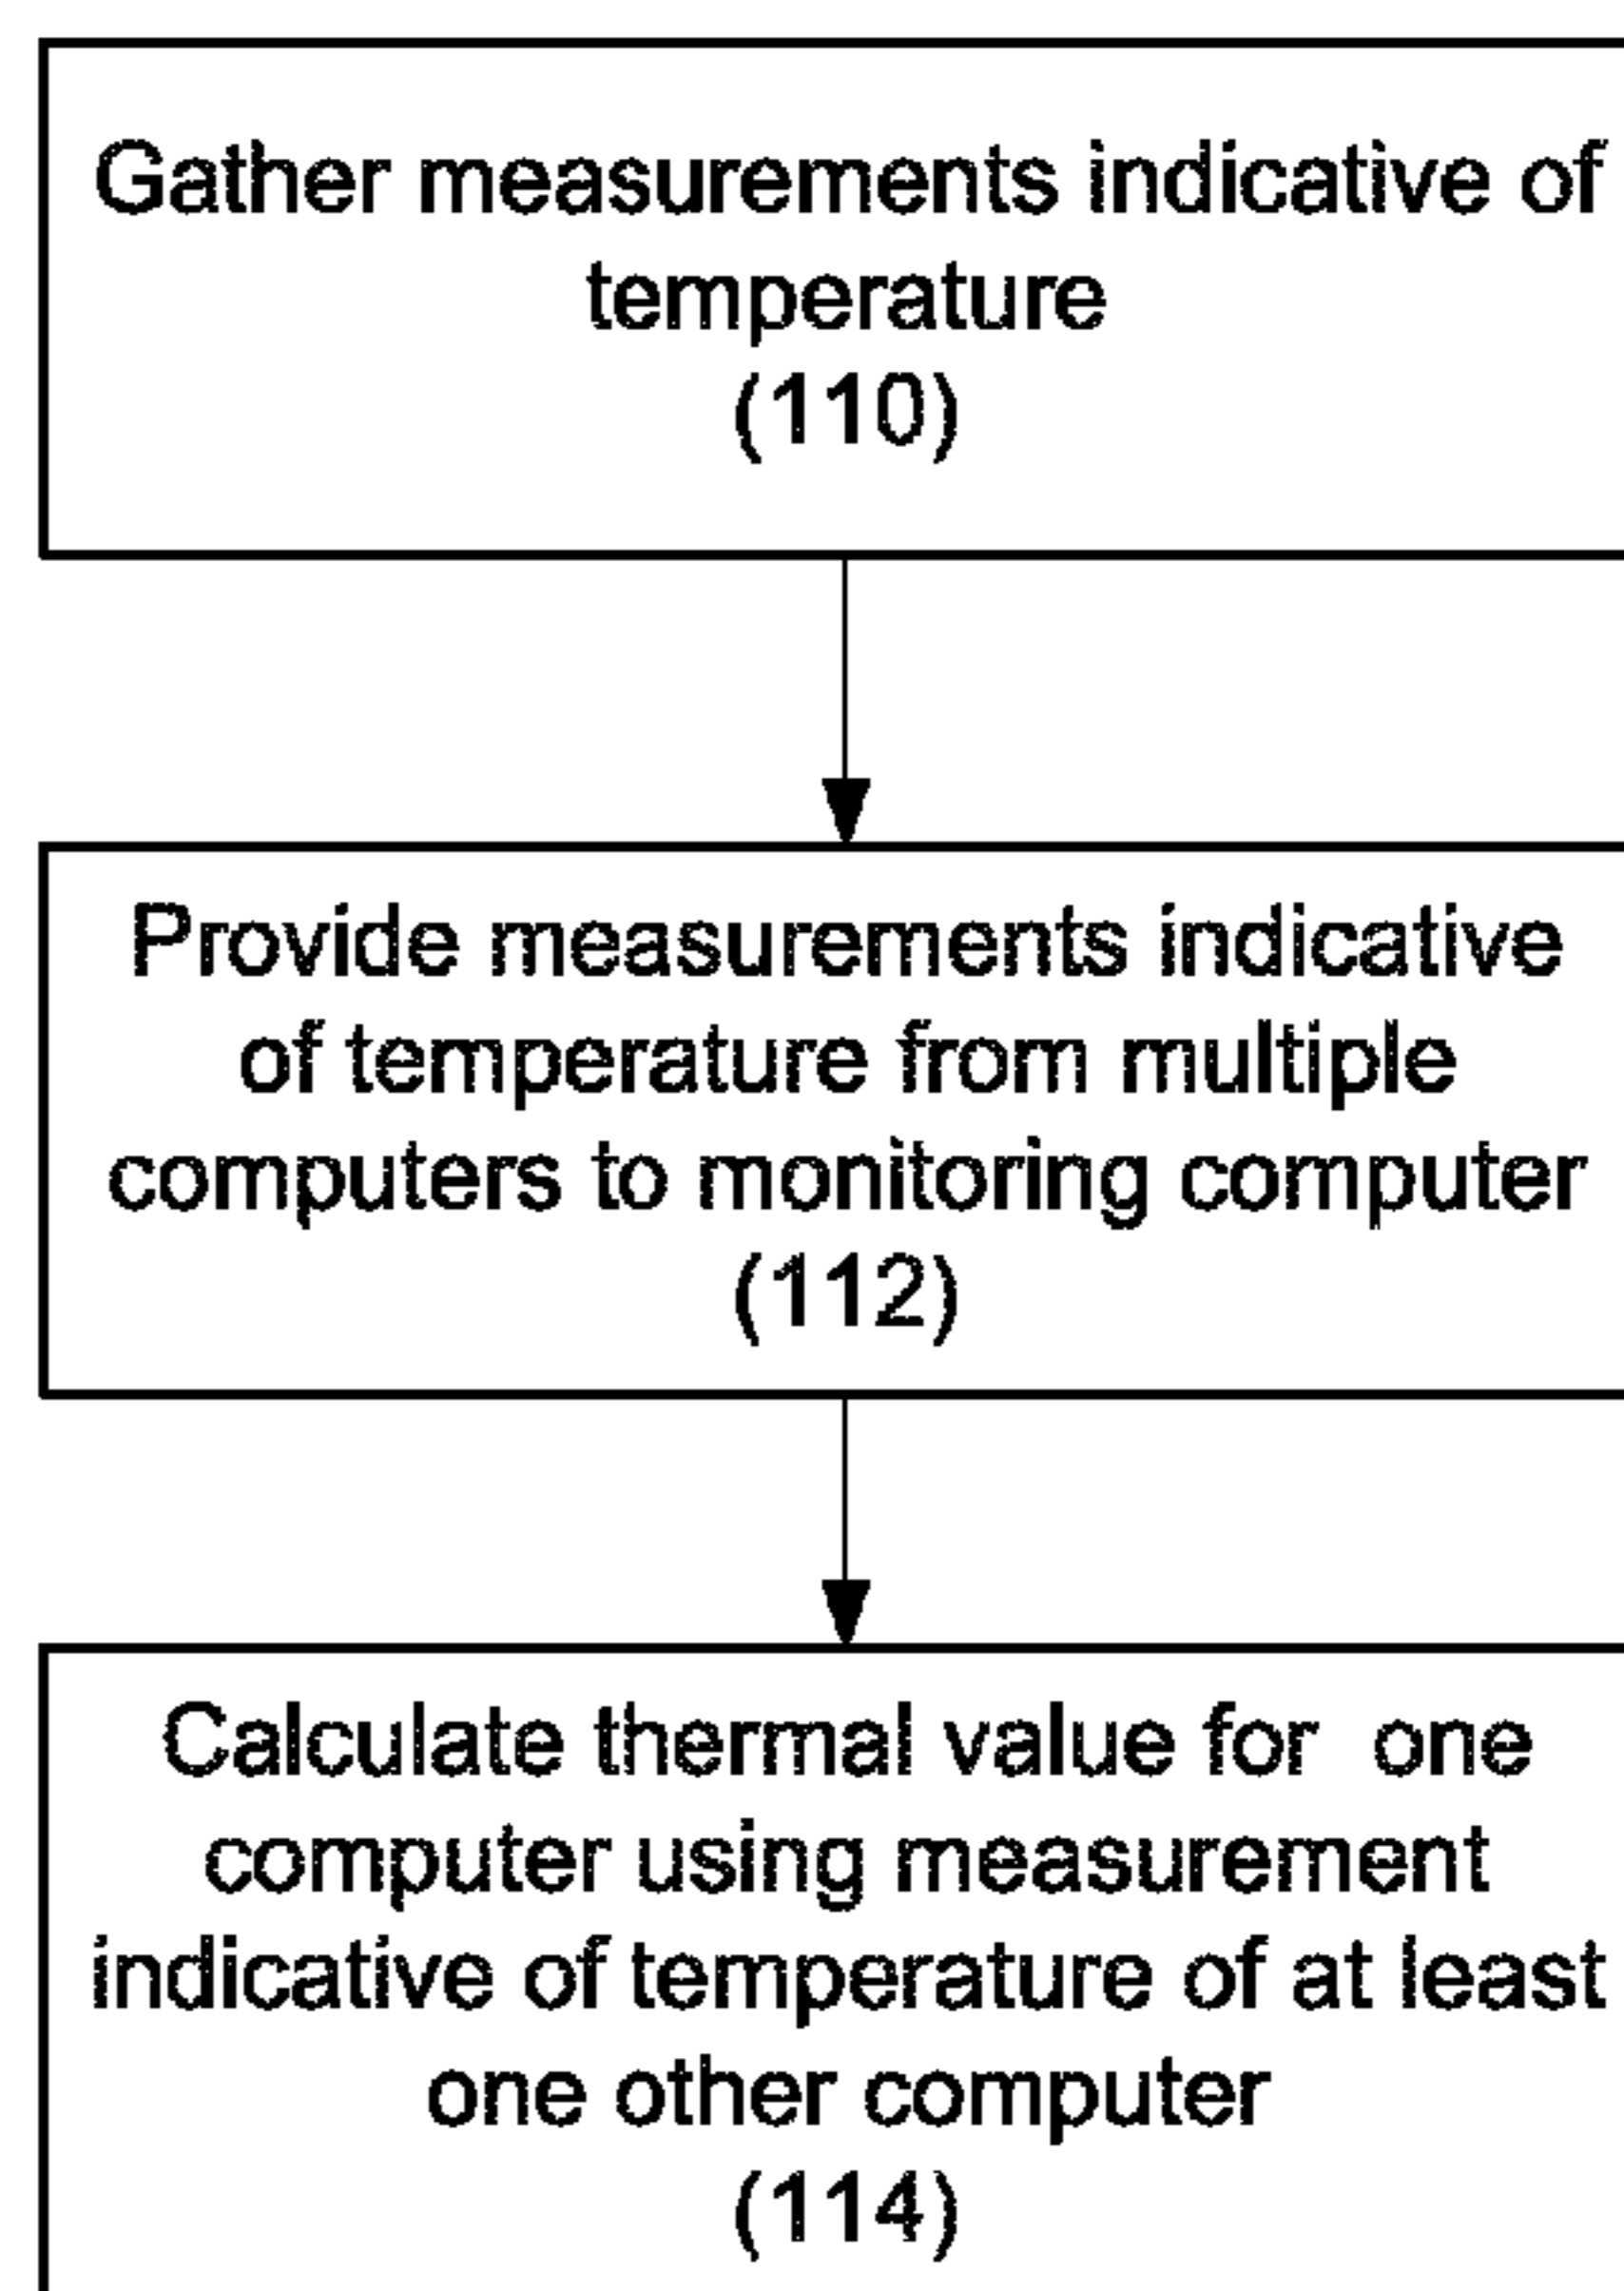 Gather measurements indicative of
temperature
(110)
Provide measurements indicative
of temperature from multiple
computers to monitoring computer
(112)
Calculate thermal value for one
computer using measurement
indicative of temperature of at least
one other computer
(114)